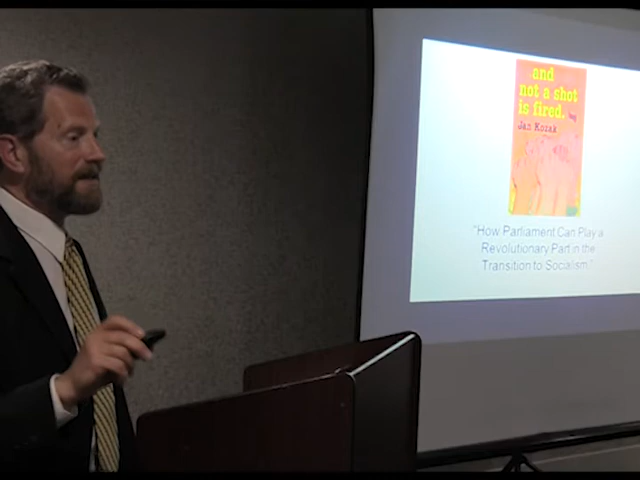 and
not a shot
is fired.
Jan Kozak
"How Parliament Can Play a
Revolutionary Part in the
Transition to Socialism."